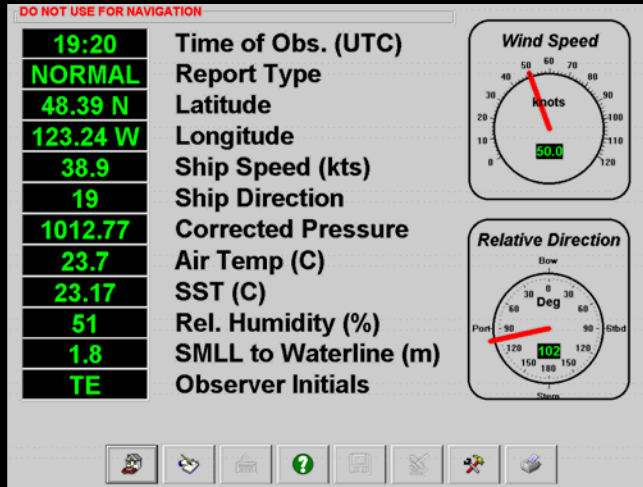 DO NOT USE FOR NAVIGATION
19:20 Time of Obs. (UTC)
NORMAL Report Type
48.39 N Latitude
123.24 W Longitude
38.9 Ship Speed (kts)
19 Ship Direction
1012.77 Corrected Pressure
23.7 Air Temp (C)
23.17 SST (C)
51 Rel. Humidity (%)
1.8 SMLL to Waterline (m)
TE Observer Initials
Wind Speed
0 10 20 30 40 50 60 70 80 90 100 110 120
knots
50.0
Relative Direction
Bow
30 0 30
60 Deg 60
Port 90 90 Stbd
120 102 120
150 180 150
Stern
?